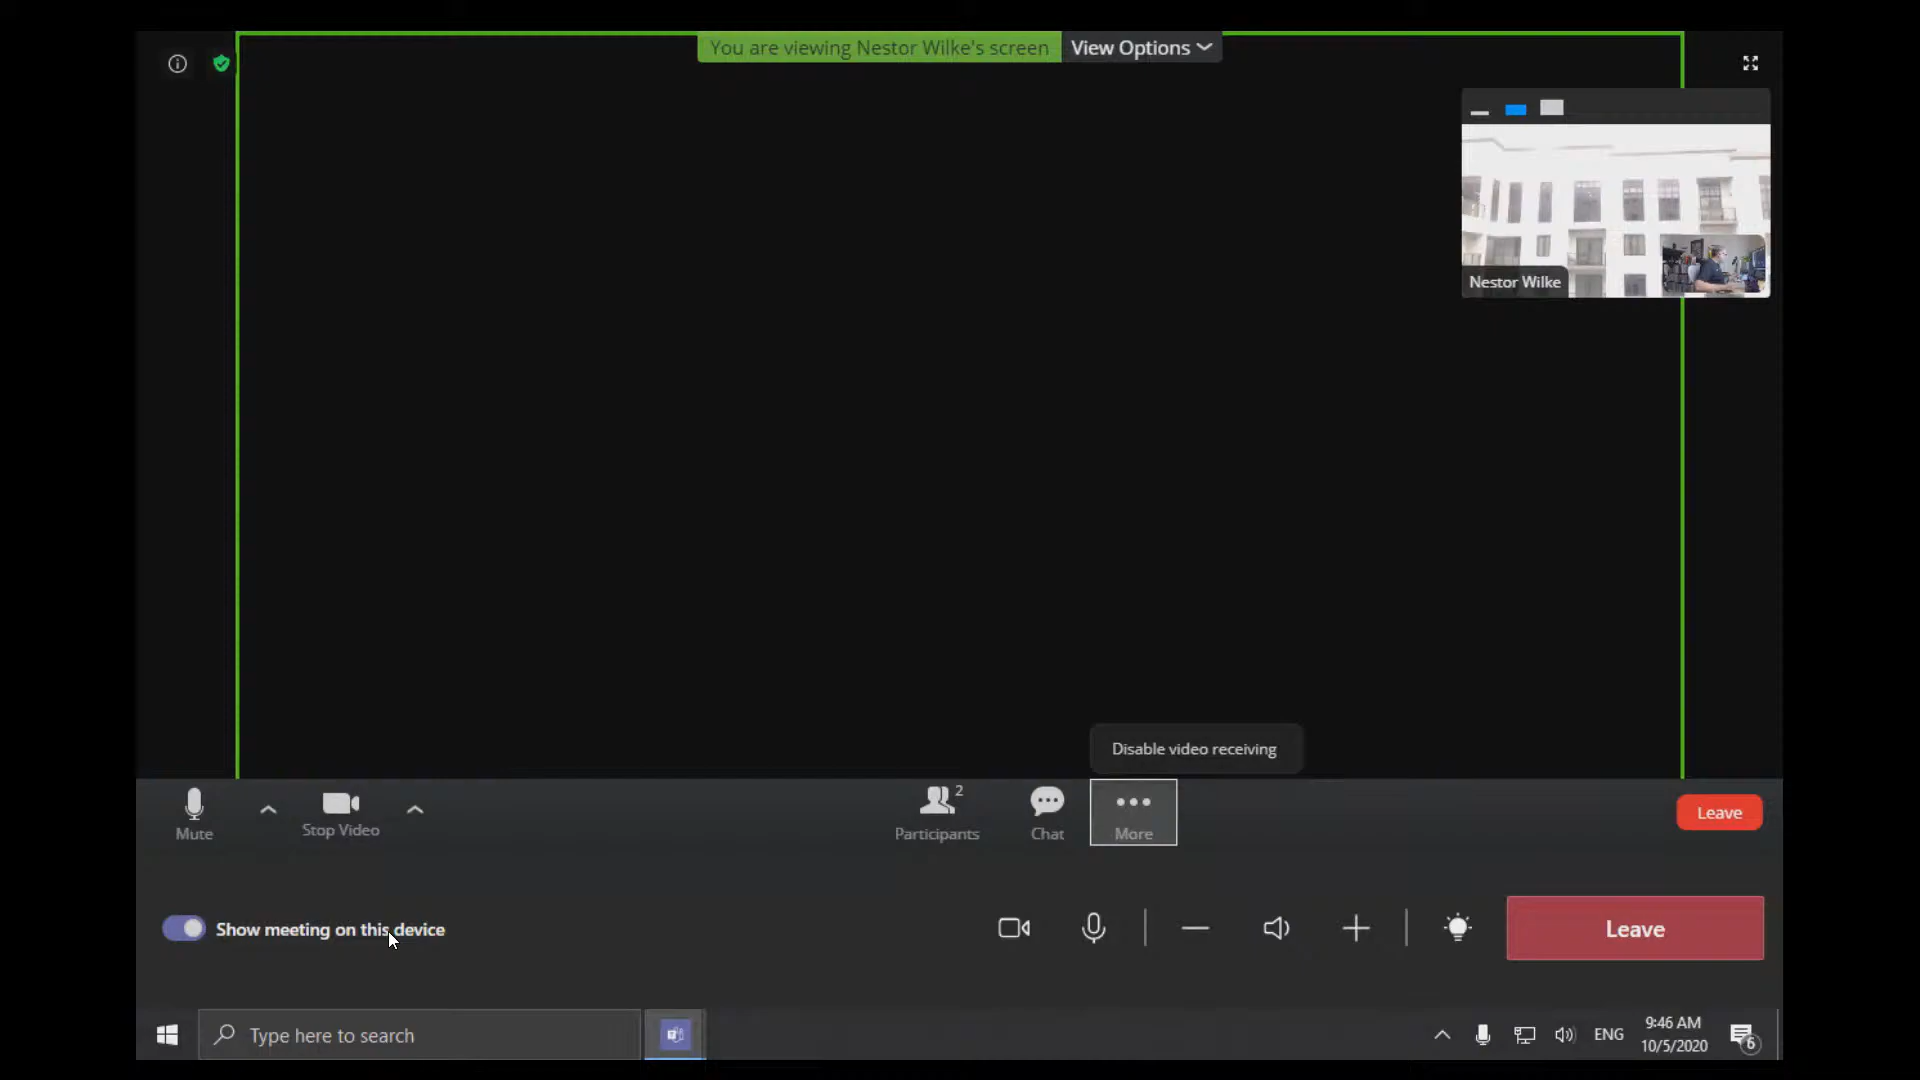 You are viewing Nestor Wilke's screen
View Options
Nestor Wilke
Disable video receiving
Mute
Stop Video
Participants
2
Chat
More
Leave
Show meeting on this device
Leave
Type here to search
ENG
9:46 AM
10/5/2020
6